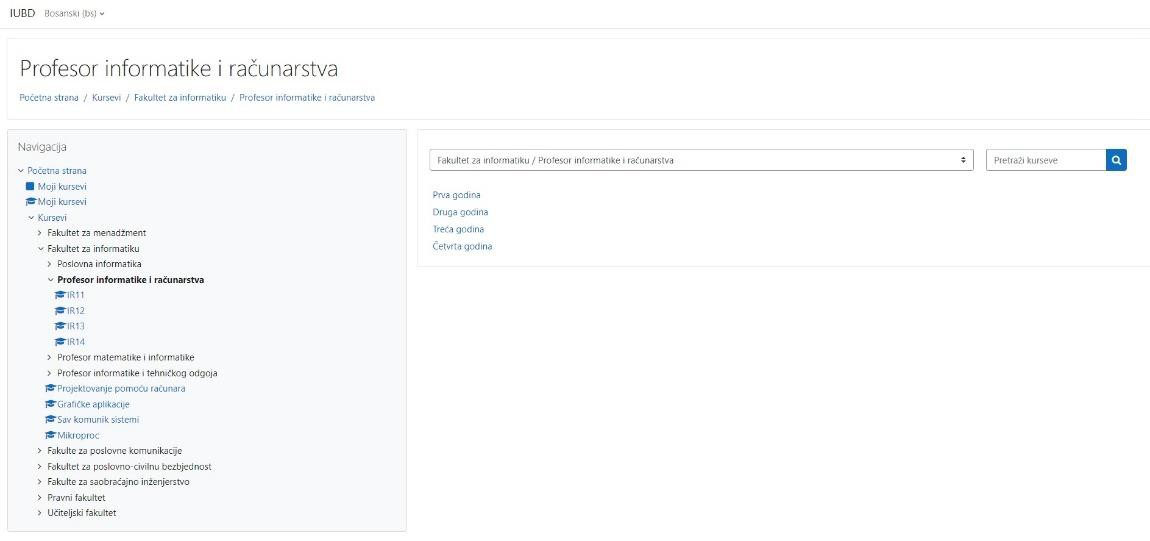 IUBD Bosanski (bs)
Profesor informatike i računarstva
Početna strana / Kursevi / Fakultet za informatiku / Profesor informatike i računarstva
Navigacija
Početna strana
Moji kursevi
Moji kursevi
Kursevi
Fakultet za menadžment
Fakultet za informatiku
Poslovna informatika
Profesor informatike i računarstva
IR11
IR12
IR13
IR14
Profesor matematike i informatike
Profesor informatike i tehničkog odgoja
Projektovanje pomoću računara
Grafičke aplikacije
Sav komunik sistemi
Mikroproc
Fakulte za poslovne komunikacije
Fakultet za poslovno-civilnu bezbjednost
Fakulte za saobraćajno inženjerstvo
Pravni fakultet
Učiteljski fakultet
Fakultet za informatiku / Profesor informatike i računarstva
Pretraži kurseve
Prva godina
Druga godina
Treća godina
Četvrta godina